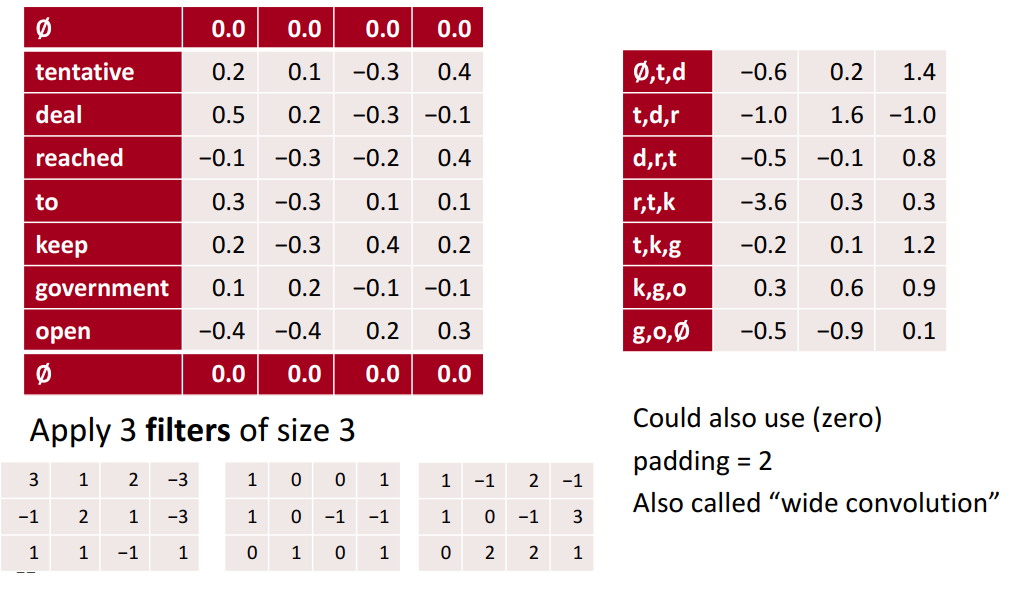 Ø 0.0 0.0 0.0 0.0
tentative 0.2 0.1 −0.3 0.4
deal 0.5 0.2 −0.3 −0.1
reached −0.1 −0.3 −0.2 0.4
to 0.3 −0.3 0.1 0.1
keep 0.2 −0.3 0.4 0.2
government 0.1 0.2 −0.1 −0.1
open −0.4 −0.4 0.2 0.3
Ø 0.0 0.0 0.0 0.0
Ø,t,d −0.6 0.2 1.4
t,d,r −1.0 1.6 −1.0
d,r,t −0.5 −0.1 0.8
r,t,k −3.6 0.3 0.3
t,k,g −0.2 0.1 1.2
k,g,o 0.3 0.6 0.9
g,o,Ø −0.5 −0.9 0.1
Apply 3 filters of size 3
3 1 2 −3
−1 2 1 −3
1 1 −1 1
1 0 0 1
1 0 −1 −1
0 1 0 1
1 −1 2 −1
1 0 −1 3
0 2 2 1
Could also use (zero)
padding = 2
Also called “wide convolution”